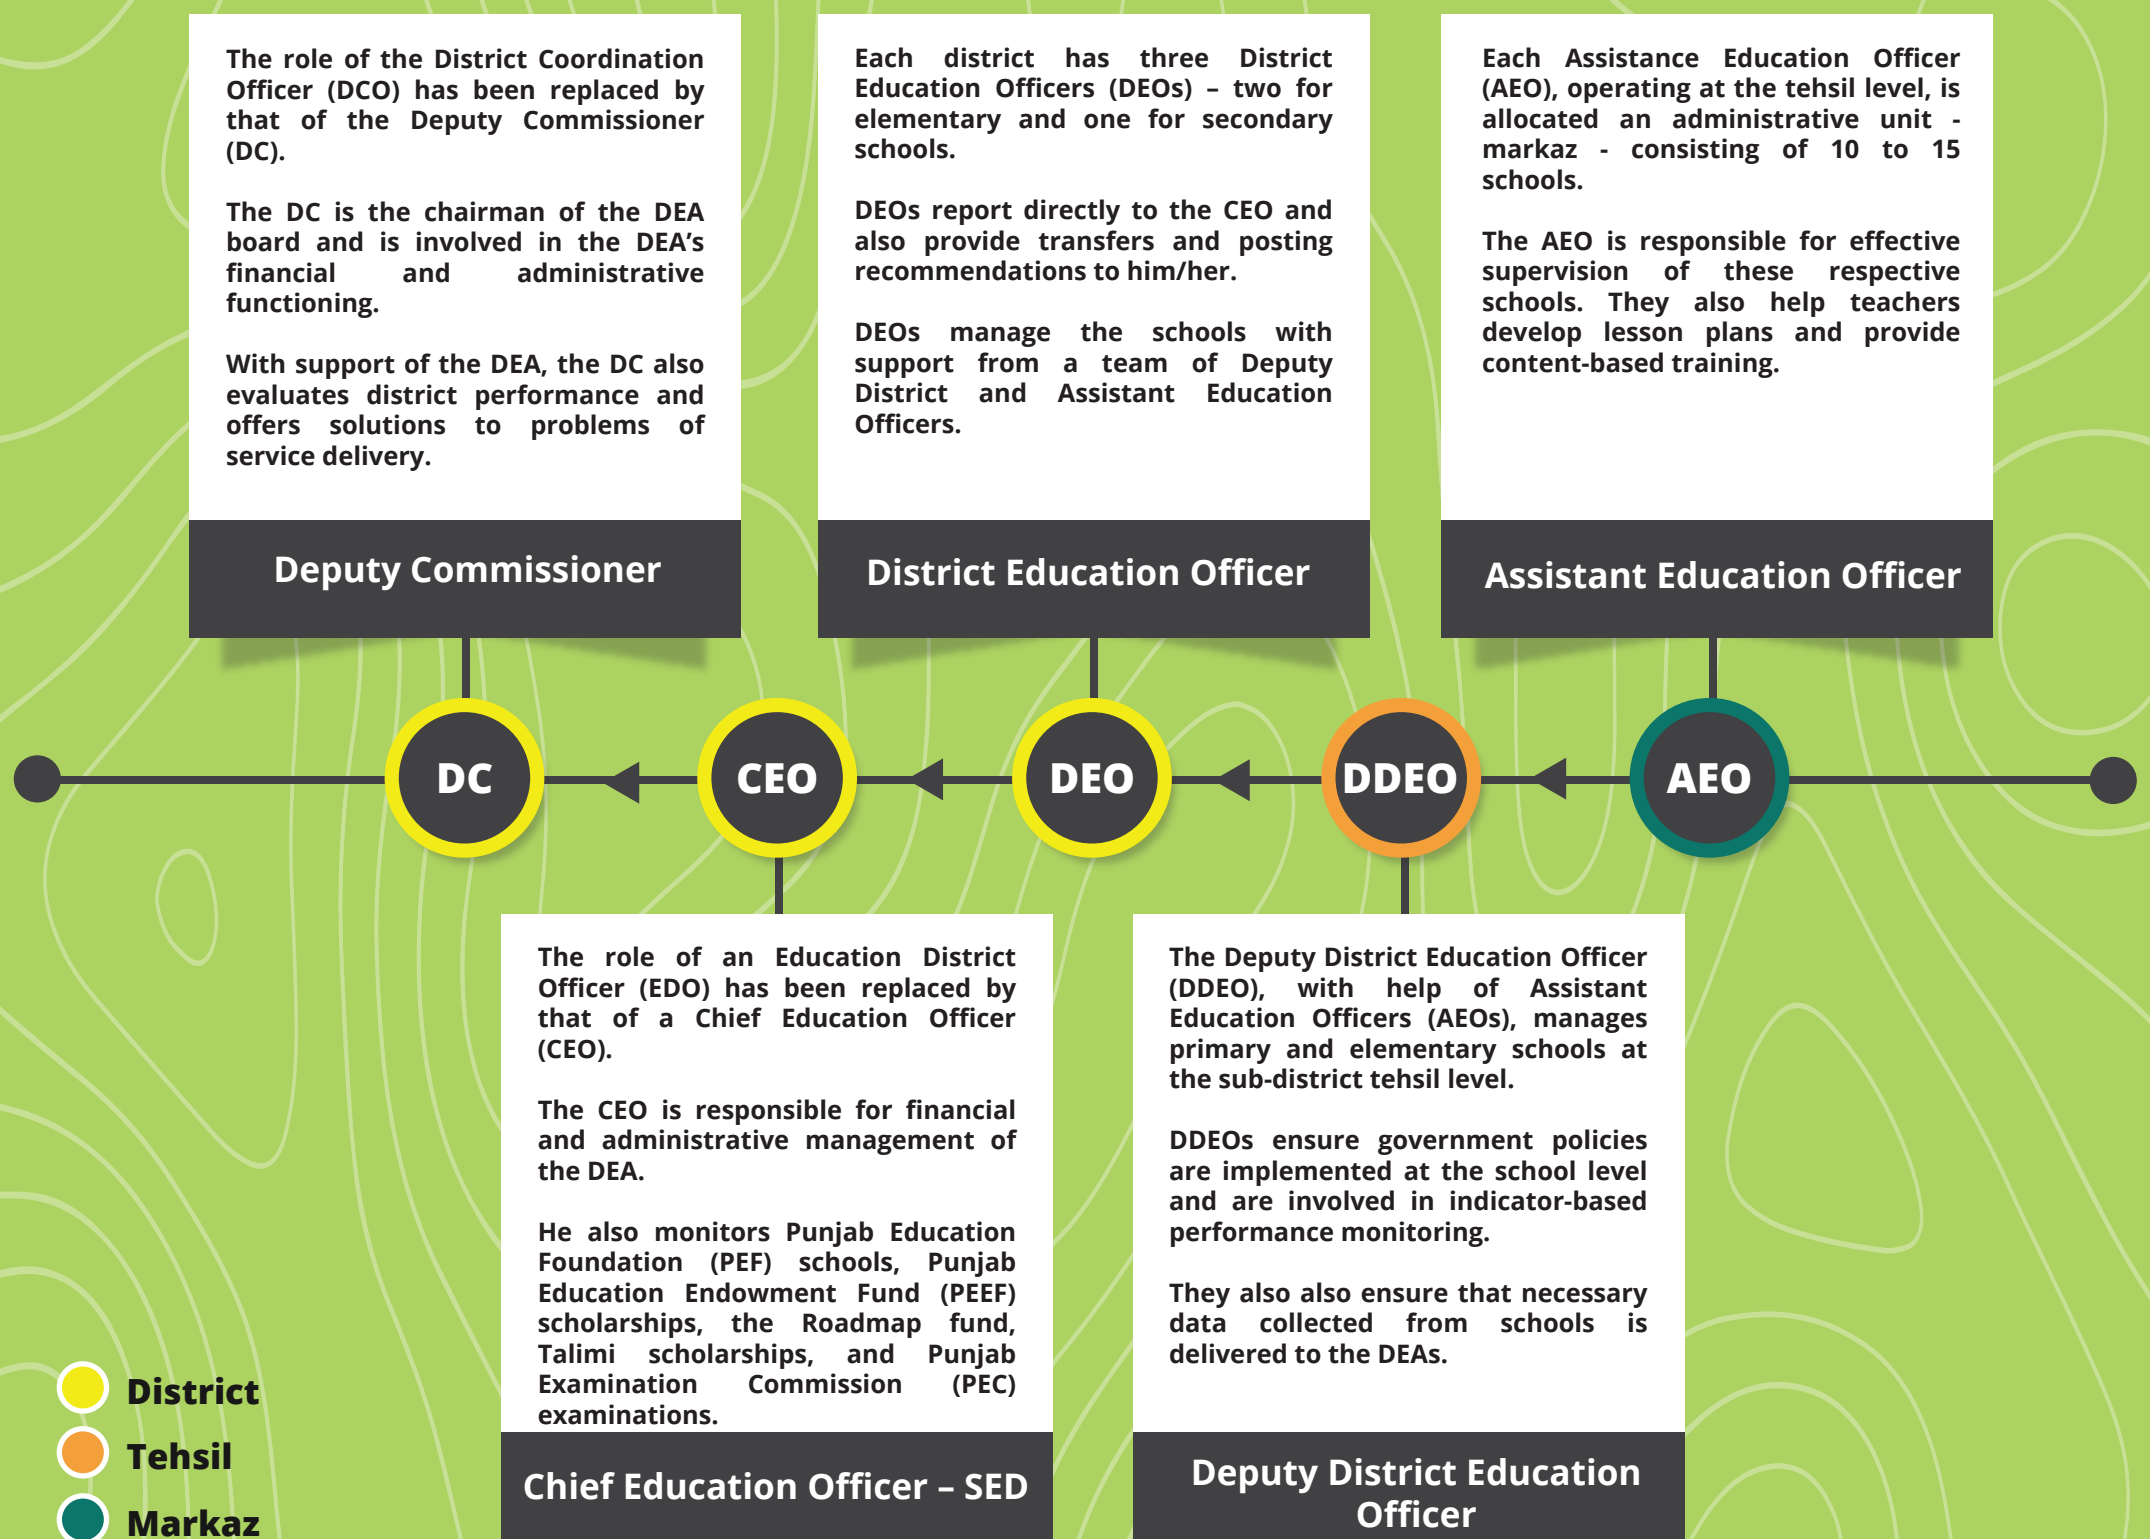 The role of the District Coordination
Officer (DCO) has been replaced by
that of the Deputy Commissioner
(DC).
The DC is the chairman of the DEA
board and is involved in the DEA’s
financial and administrative
functioning.
With support of the DEA, the DC also
evaluates district performance and
offers solutions to problems of
service delivery.
Deputy Commissioner
Each district has three District
Education Officers (DEOs) – two for
elementary and one for secondary
schools.
DEOs report directly to the CEO and
also provide transfers and posting
recommendations to him/her.
DEOs manage the schools with
support from a team of Deputy
District and Assistant Education
Officers.
District Education Officer
Each Assistance Education Officer
(AEO), operating at the tehsil level, is
allocated an administrative unit -
markaz - consisting of 10 to 15
schools.
The AEO is responsible for effective
supervision of these respective
schools. They also help teachers
develop lesson plans and provide
content-based training.
Assistant Education Officer
DC
CEO
DEO
DDEO
AEO
The role of an Education District
Officer (EDO) has been replaced by
that of a Chief Education Officer
(CEO).
The CEO is responsible for financial
and administrative management of
the DEA.
He also monitors Punjab Education
Foundation (PEF) schools, Punjab
Education Endowment Fund (PEEF)
scholarships, the Roadmap fund,
Talimi scholarships, and Punjab
Examination Commission (PEC)
examinations.
Chief Education Officer – SED
The Deputy District Education Officer
(DDEO), with help of Assistant
Education Officers (AEOs), manages
primary and elementary schools at
the sub-district tehsil level.
DDEOs ensure government policies
are implemented at the school level
and are involved in indicator-based
performance monitoring.
They also also ensure that necessary
data collected from schools is
delivered to the DEAs.
Deputy District Education
Officer
District
Tehsil
Markaz